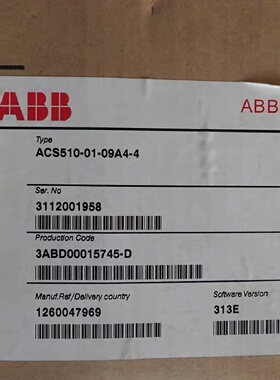 ABB
ABB
Type
ACS510-01-09A4-4
Ser. No
3112001958
Production Code
3ABD00015745-D
Manuf.Ref/Delivery country
1260047969
Software Version
313E